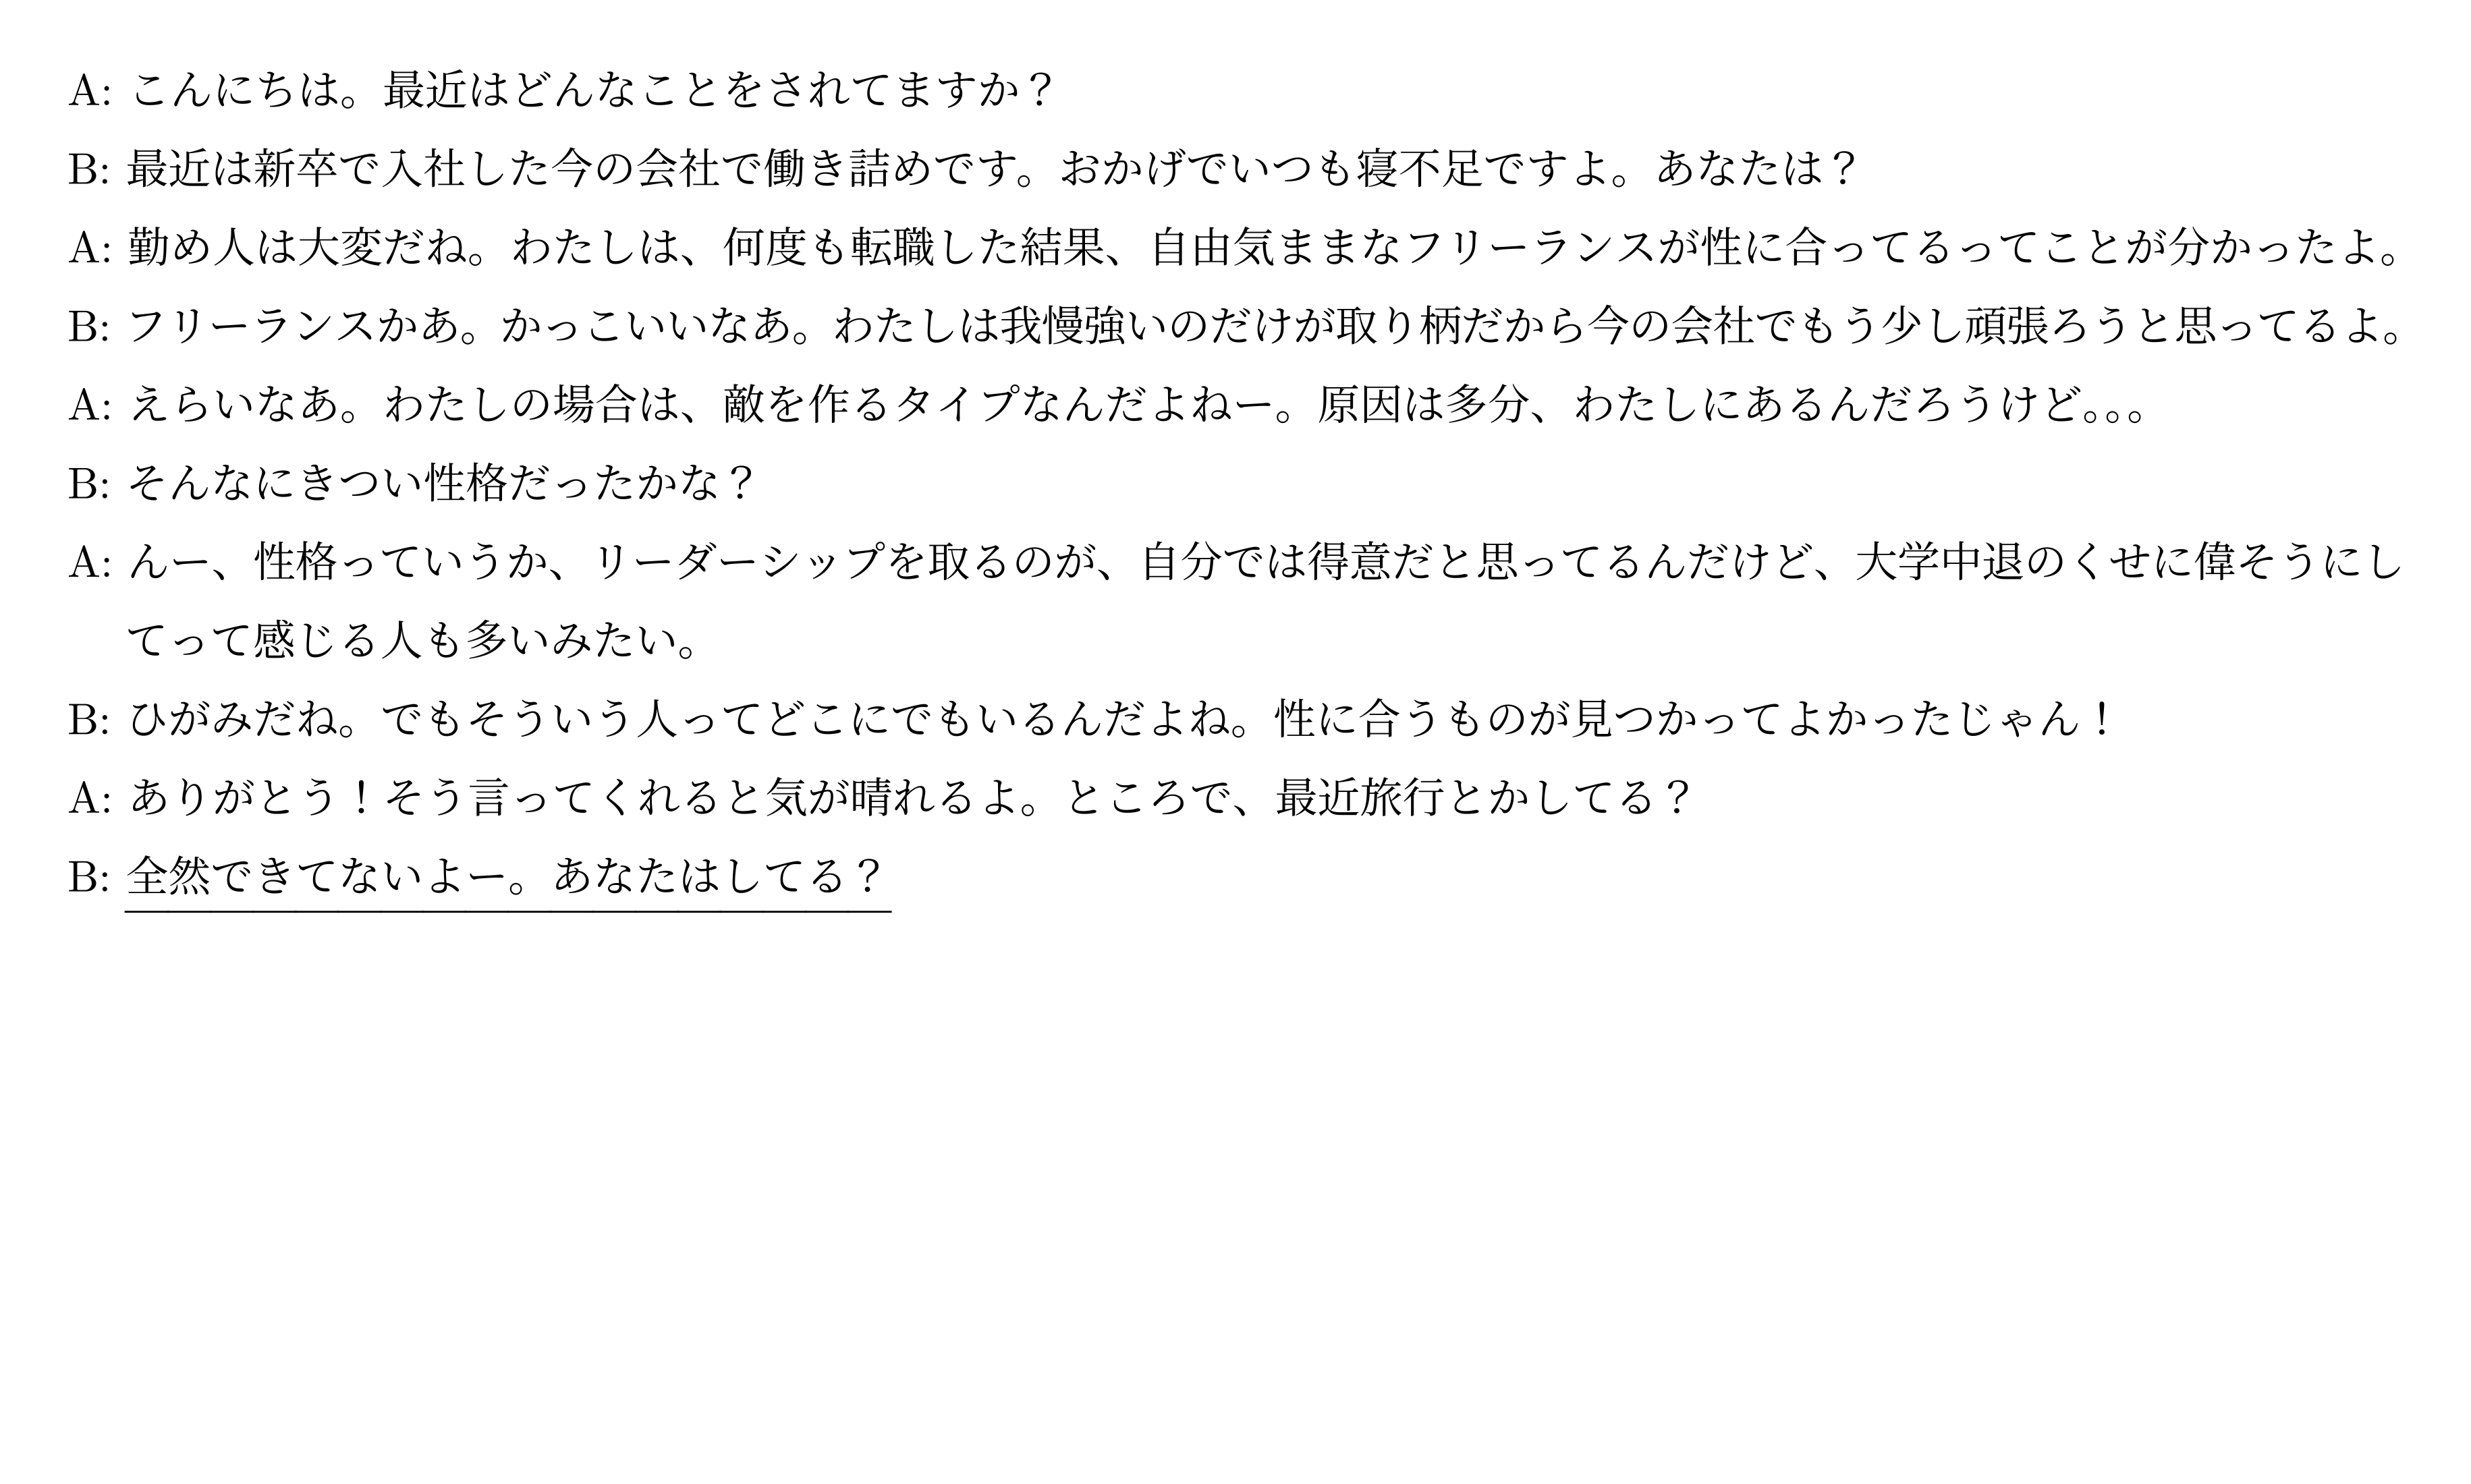 A: こんにちは。最近はどんなことをされてますか？
B: 最近は新卒で入社した今の会社で働き詰めです。おかげでいつも寝不足ですよ。あなたは？
A: 勤め人は大変だね。わたしは、何度も転職した結果、自由気ままなフリーランスが性に合ってるってことが分かったよ。
B: フリーランスかあ。かっこいいなあ。わたしは我慢強いのだけが取り柄だから今の会社でもう少し頑張ろうと思ってるよ。
A: えらいなあ。わたしの場合は、敵を作るタイプなんだよねー。原因は多分、わたしにあるんだろうけど。。。
B: そんなにきつい性格だったかな？
A: んー、性格っていうか、リーダーシップを取るのが、自分では得意だと思ってるんだけど、大学中退のくせに偉そうにし
てって感じる人も多いみたい。
B: ひがみだね。でもそういう人ってどこにでもいるんだよね。性に合うものが見つかってよかったじゃん！
A: ありがとう！そう言ってくれると気が晴れるよ。ところで、最近旅行とかしてる？
B: 全然できてないよー。あなたはしてる？